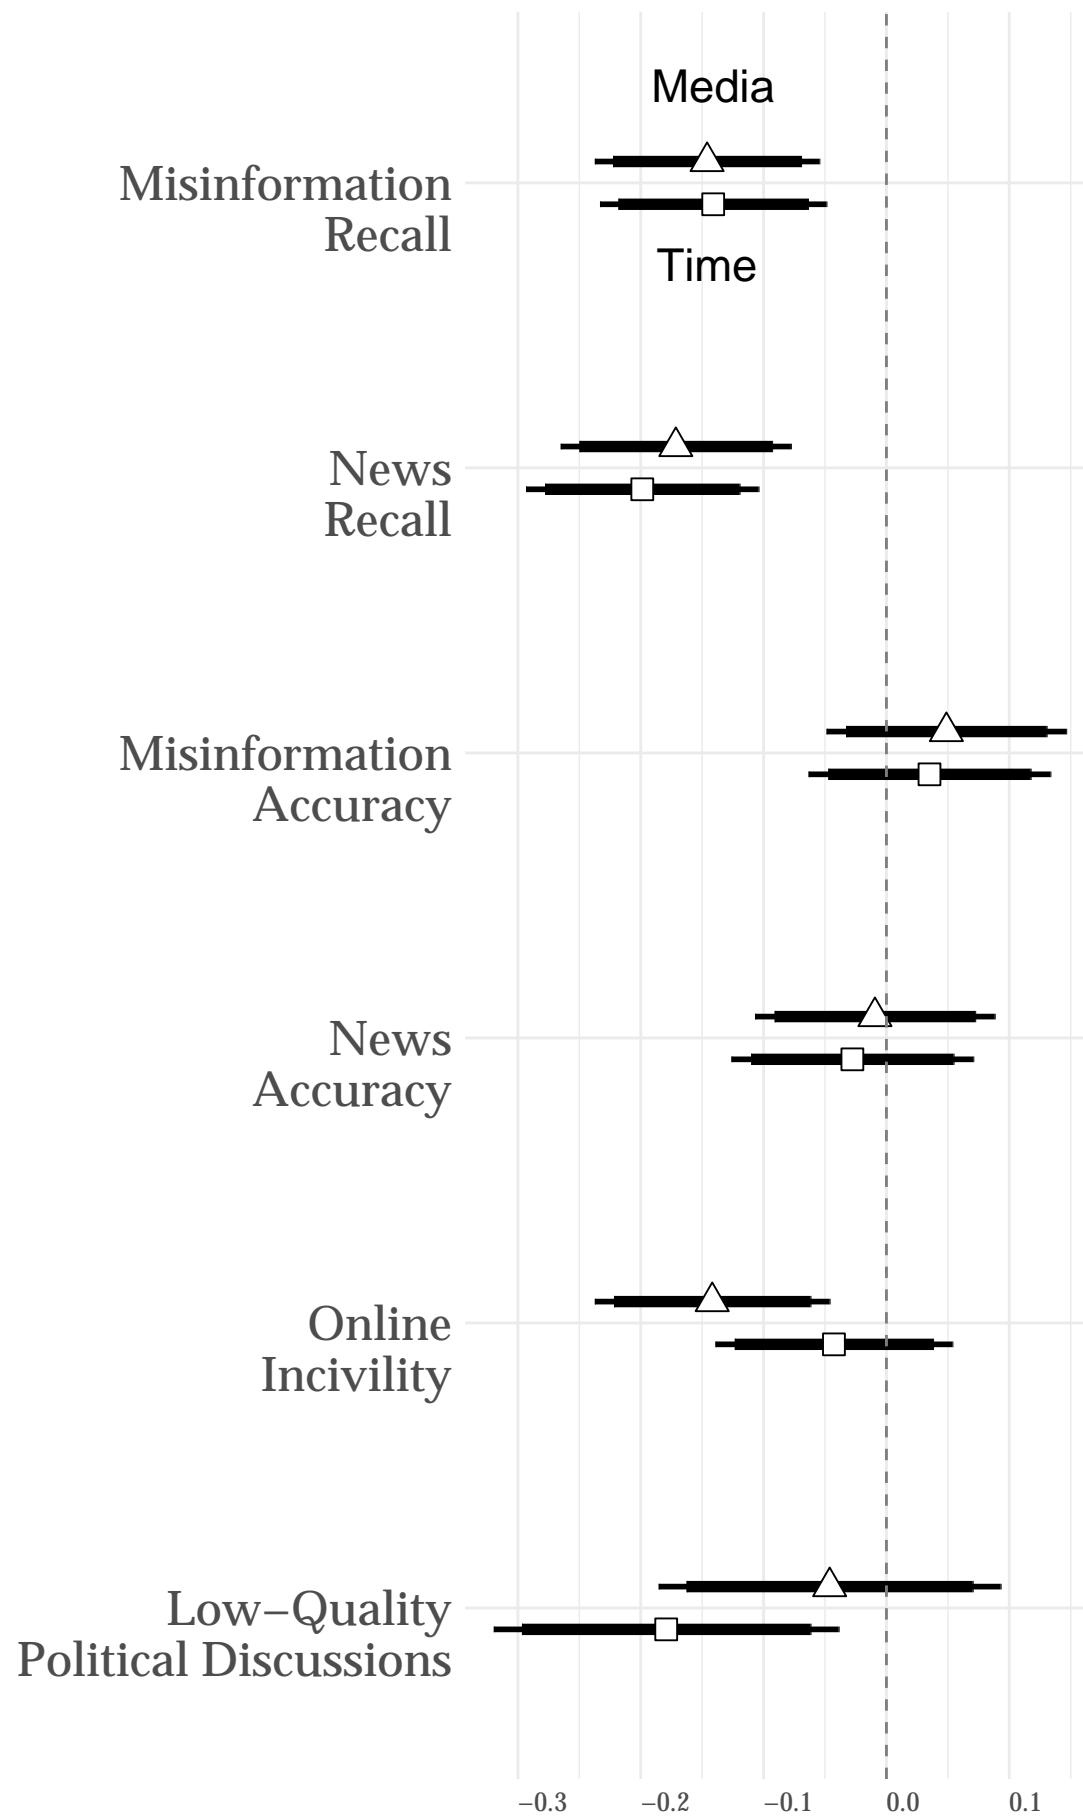 Media
Misinformation
Recall
Time
News
Recall
Misinformation
Accuracy
News
Accuracy
Online
Incivility
Low−Quality
Political Discussions
−0.3 −0.2 −0.1 0.0 0.1